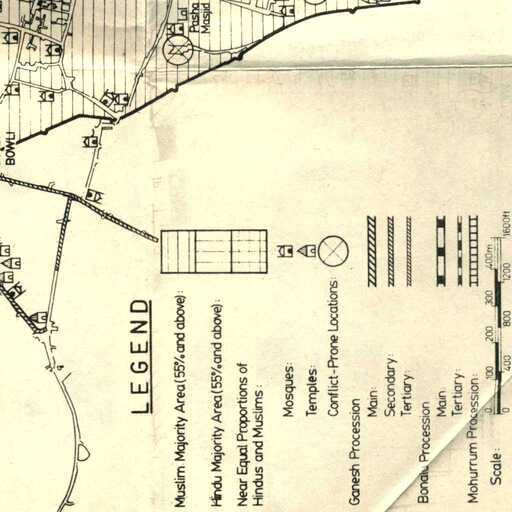 BOWLI
LEGEND
Lal
Pasha
Masjid
Muslim Majority Area (55% and above):
Hindu Majority Area (55% and above):
Near Equal Proportions of
Hindus and Muslims:
Mosques:
Temples:
Conflict-Prone Locations:
Ganesh Procession
Main:
Secondary:
Tertiary:
Bonalu Procession
Main:
Tertiary:
Mohurrum Procession:
Scale:
0 100 200 300 400m
0 400 800 1200 1600ft